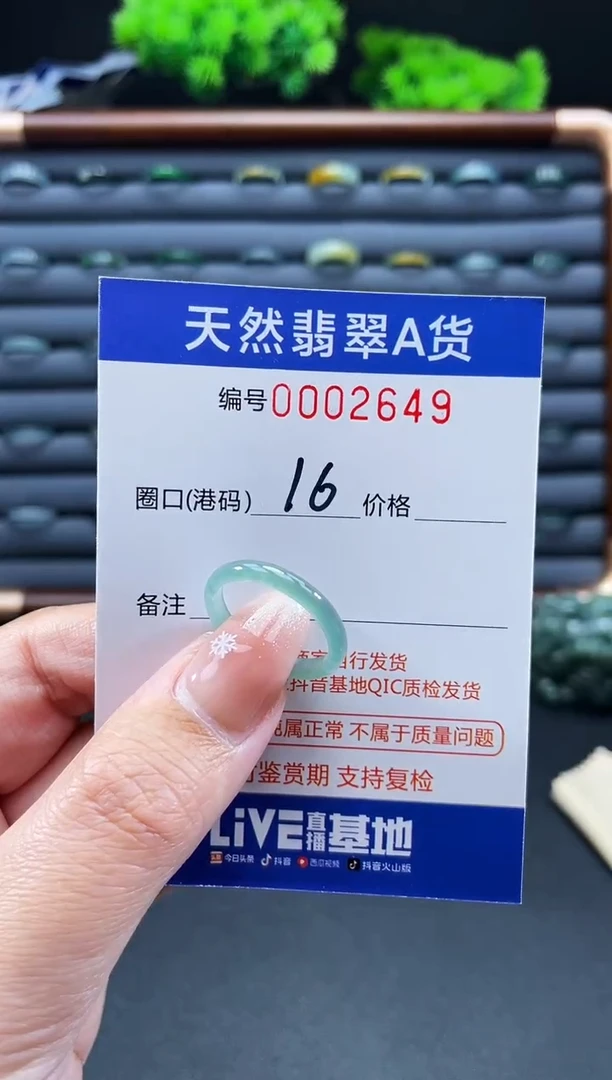 天然翡翠A货
编号0002649
圈口(港码) 16 价格
备注
自行发货
抖音基地QIC质检发货
属正常 不属于质量问题
鉴赏期 支持复检
LiVE直播基地
今日头条 抖音 西瓜视频 抖音火山版